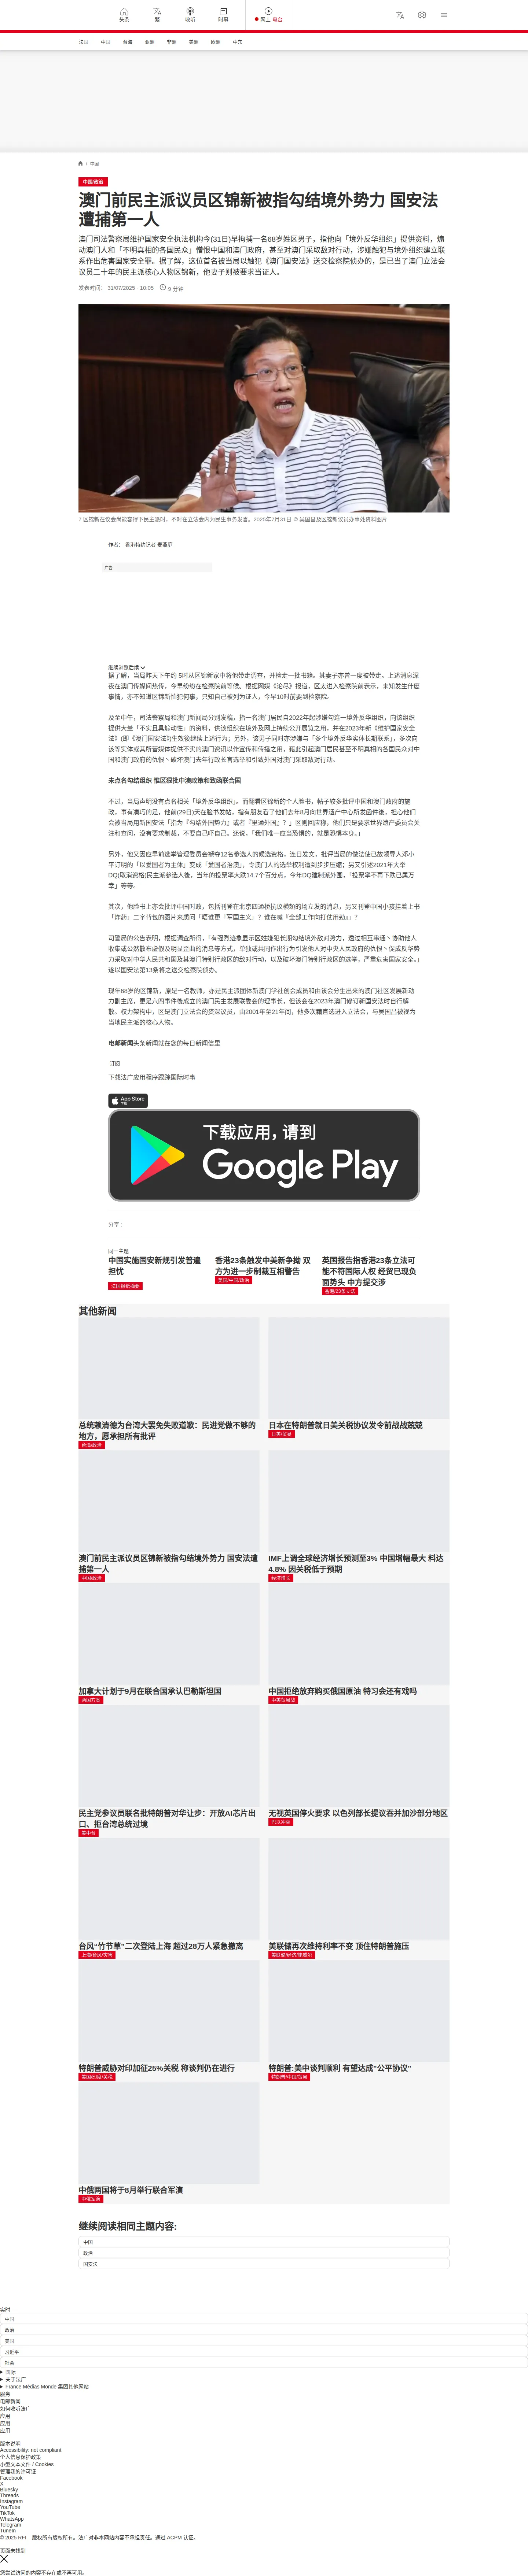 头条
繁
收听
时事
网上 电台
法国
中国
台海
亚洲
非洲
美洲
欧洲
中东
/ 中国
中国/政治
澳门前民主派议员区锦新被指勾结境外势力 国安法
遭捕第一人
澳门司法警察局维护国家安全执法机构今(31日)早拘捕一名68岁姓区男子，指他向「境外反华组织」提供资料，煽
动澳门人和「不明真相的各国民众」憎恨中国和澳门政府，甚至对澳门采取敌对行动，涉嫌触犯与境外组织建立联
系作出危害国家安全罪。据了解，这位首名被当局以触犯《澳门国安法》送交检察院侦办的，是已当了澳门立法会
议员二十年的民主派核心人物区锦新，他妻子则被要求当证人。
发表时间： 31/07/2025 - 10:05
9 分钟
7 区锦新在议会尚能容得下民主派时，不时在立法会内为民生事务发言。2025年7月31日 © 吴国昌及区锦新议员办事处资料图片
作者： 香港特约记者 麦燕庭
广告
继续浏览后续
据了解，当局昨天下午约 5时从区锦新家中将他带走调查，并检走一批书籍。其妻子亦曾一度被带走。上述消息深
夜在澳门传媒间热传，今早纷纷在检察院前等候。根据网媒《论尽》报道，区太进入检察院前表示，未知发生什麽
事情，亦不知道区锦新恰犯何事，只知自己被列为证人，今早10时前要到检察院。
及至中午，司法警察局和澳门新闻局分别发稿，指一名澳门居民自2022年起涉嫌勾连一境外反华组织，向该组织
提供大量「不实且具煽动性」的资料，供该组织在境外及网上持续公开展览之用，并在2023年新《维护国家安全
法》(即《澳门国安法》)生效後继续上述行为；另外，该男子同时亦涉嫌与「多个境外反华实体长期联系」，多次向
该等实体或其所营媒体提供不实的澳门资讯以作宣传和传播之用，藉此引起澳门居民甚至不明真相的各国民众对中
国和澳门政府的仇恨丶破坏澳门去年行政长官选举和引致外国对澳门采取敌对行动。
未点名勾结组织 惟区狠批中澳政策和致函联合国
不过，当局声明没有点名相关「境外反华组织」。而翻看区锦新的个人脸书，帖子较多批评中国和澳门政府的施
政，事有凑巧的是，他前(29日)天在脸书发帖，指有朋友看了他们去年8月向世界遗产中心所发函件後，担心他们
会被当局用新国安法「指为『勾结外国势力』或者『里通外国』？」区则回应称，他们只是要求世界遗产委员会关
注和查问，没有要求制裁，不要自己吓自己。还说，「我们唯一应当恐惧的，就是恐惧本身。」
另外，他又因应早前选举管理委员会褫夺12名参选人的候选资格，连日发文，批评当局的做法使已故领导人邓小
平订明的「以爱国者为主体」变成「爱国者治澳」，令澳门人的选举权利遭到步步压缩；另又引述2021年大举
DQ(取消资格)民主派参选人後，当年的投票率大跌14.7个百分点，今年DQ建制派外围，「投票率不再下跌已属万
幸」等等。
其次，他脸书上亦会批评中国时政，包括刊登在北京四通桥抗议横额的场立发的消息，另又刊登中国小孩挂着上书
「炸药」二字背包的图片来质问「鞋谁更『军国主义』？ 谁在喊『全部工作向打仗用劲』」？
司警局的公告表明，根据调查所得，「有强烈迹象显示区姓嫌犯长期勾结境外敌对势力，透过相互串通丶协助他人
收集或公然散布虚假及明显歪曲的消息等方式，单独或共同作出行为引发他人对中央人民政府的仇恨丶促成反华势
力采取对中华人民共和国及其澳门特别行政区的敌对行动，以及破坏澳门特别行政区的选举，严重危害国家安全。」
遂以国安法第13条将之送交检察院侦办。
现年68岁的区锦新，原是一名教师，亦是民主派团体新澳门学社创会成员和由该会分生出来的澳门社区发展新动
力副主席，更是六四事件後成立的澳门民主发展联委会的理事长，但该会在2023年澳门修订新国安法时自行解
散。权力架构中，区是澳门立法会的资深议员，由2001年至21年间，他多次藉直选进入立法会，与吴国昌被视为
当地民主派的核心人物。
电邮新闻头条新闻就在您的每日新闻信里
订阅
下载法广应用程序跟踪国际时事
App Store
下载
下载应用，请到
Google Play
分享 :
同一主题
中国实施国安新规引发普遍
担忧
法国报纸摘要
香港23条触发中美新争拗 双
方为进一步制裁互相警告
美国/中国/政治
英国报告指香港23条立法可
能不符国际人权 经贸已现负
面势头 中方提交涉
香港/23条立法
其他新闻
总统赖清德为台湾大罢免失败道歉：民进党做不够的
地方，愿承担所有批评
台湾/政治
日本在特朗普就日美关税协议发令前战战兢兢
日美/贸易
澳门前民主派议员区锦新被指勾结境外势力 国安法遭
捕第一人
中国/政治
IMF上调全球经济增长预测至3% 中国增幅最大 料达
4.8% 因关税低于预期
经济增长
加拿大计划于9月在联合国承认巴勒斯坦国
两国方案
中国拒绝放弃购买俄国原油 特习会还有戏吗
中美贸易战
民主党参议员联名批特朗普对华让步：开放AI芯片出
口、拒台湾总统过境
美中台
无视英国停火要求 以色列部长提议吞并加沙部分地区
巴以冲突
台风“竹节草”二次登陆上海 超过28万人紧急撤离
上海/台风/灾害
美联储再次维持利率不变 顶住特朗普施压
美联储/经济/鲍威尔
特朗普威胁对印加征25%关税 称谈判仍在进行
美国/印度/关税
特朗普:美中谈判顺利 有望达成“公平协议”
特朗普/中国/贸易
中俄两国将于8月举行联合军演
中俄军演
继续阅读相同主题内容:
中国
政治
国安法
实时
中国
政治
美国
习近平
社会
国际
关于法广
France Médias Monde 集团其他网站
服务
电邮新闻
如何收听法广
应用
应用
应用
版本说明
Accessibility: not compliant
个人信息保护政策
小型文本文件 / Cookies
管理我的许可证
Facebook
X
Bluesky
Threads
Instagram
YouTube
TikTok
WhatsApp
Telegram
TuneIn
© 2025 RFI – 版权所有版权所有。法广对非本网站内容不承担责任。通过 ACPM 认证。
页面未找到
您尝试访问的内容不存在或不再可用。